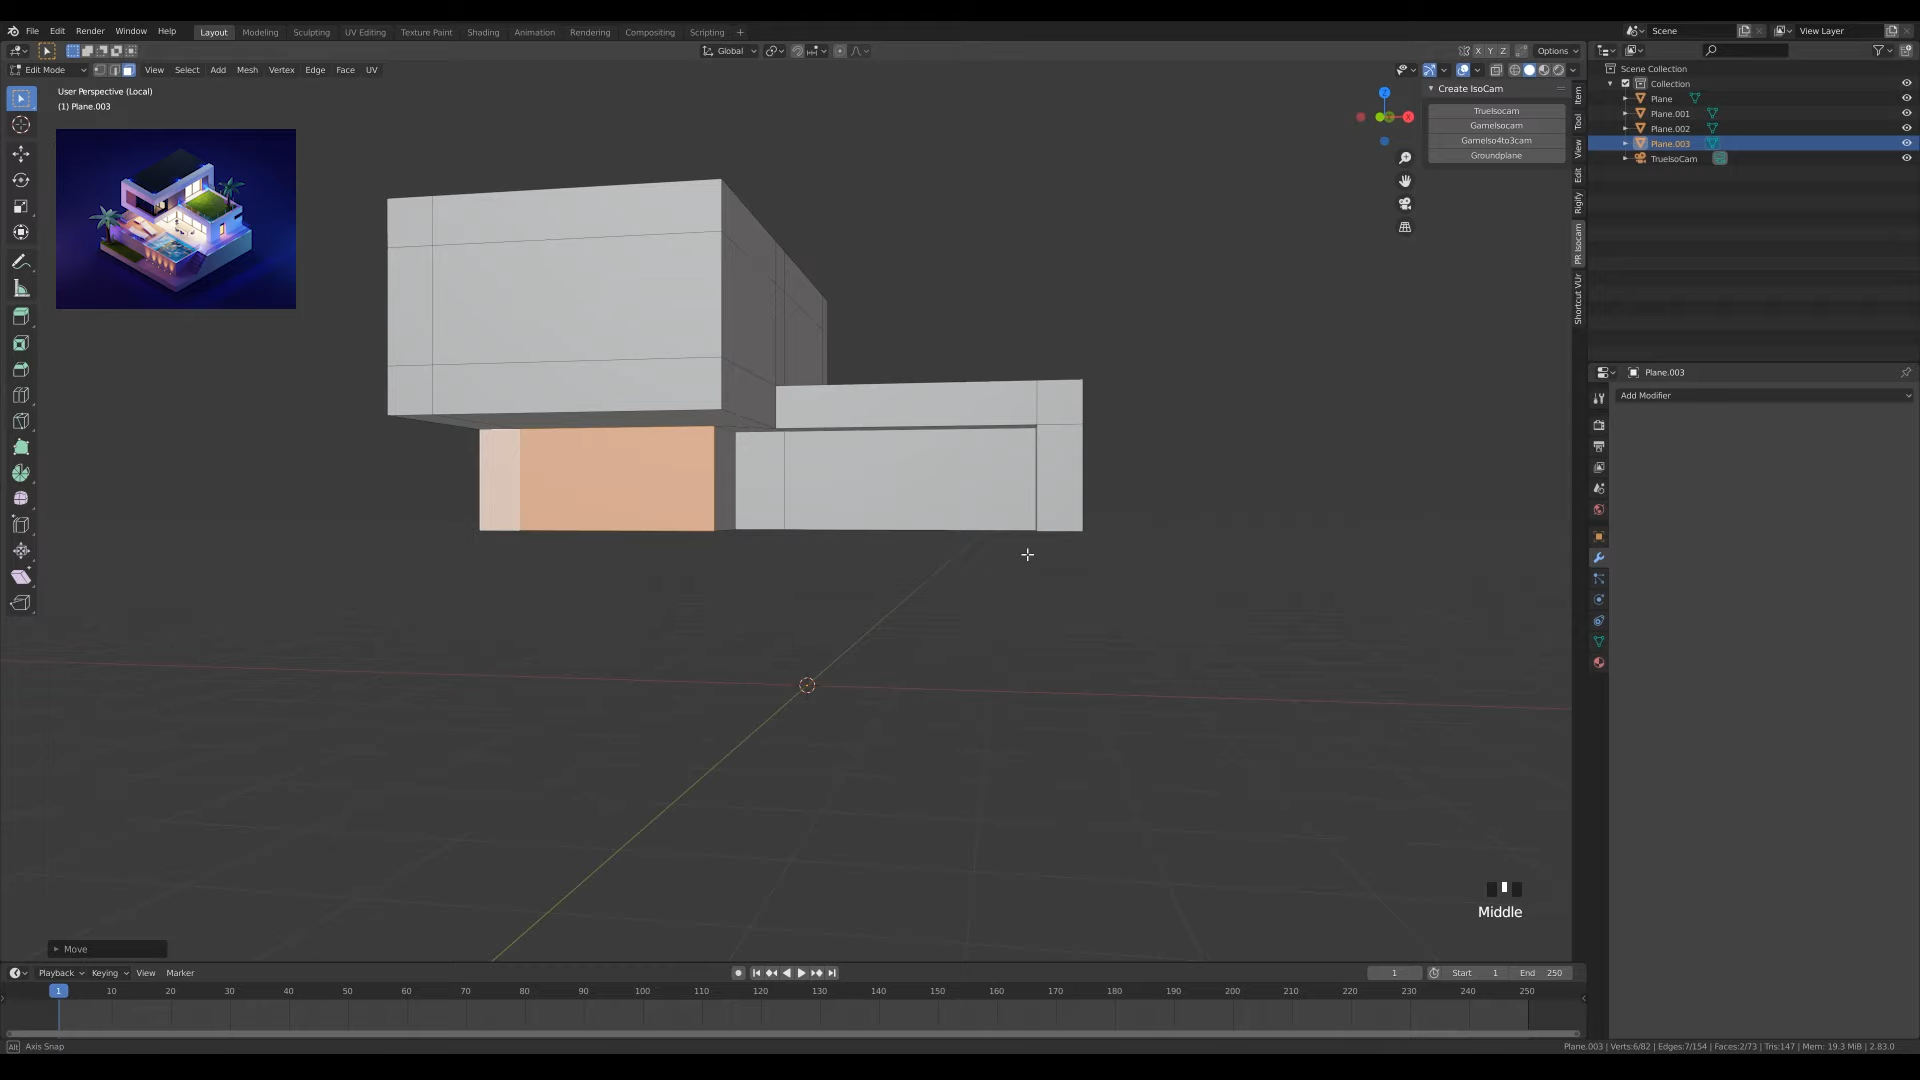 File Edit Render Window Help Layout Modeling Sculpting UV Editing Texture Paint Shading Animation Rendering Compositing Scripting + Scene View Layer
Global Options
X Y Z
Edit Mode View Select Add Mesh Vertex Edge Face UV
User Perspective (Local)
(1) Plane.003
Create IsoCam
TrueIsocam
GameIsocam
GameIso4to3cam
Groundplane
Z
X
Item
Tool
View
Edit
Rigify
PR Isocam
Shortcut VUr
Scene Collection
Collection
Plane
Plane.001
Plane.002
Plane.003
TrueIsoCam
Plane.003
Add Modifier
Middle
Move
Playback Keying View Marker
1 Start 1 End 250
1 10 20 30 40 50 60 70 80 90 100 110 120 130 140 150 160 170 180 190 200 210 220 230 240 250
Alt Axis Snap
Plane.003 | Verts:6/82 | Edges:7/154 | Faces:2/73 | Tris:147 | Mem: 19.3 MiB | 2.83.0